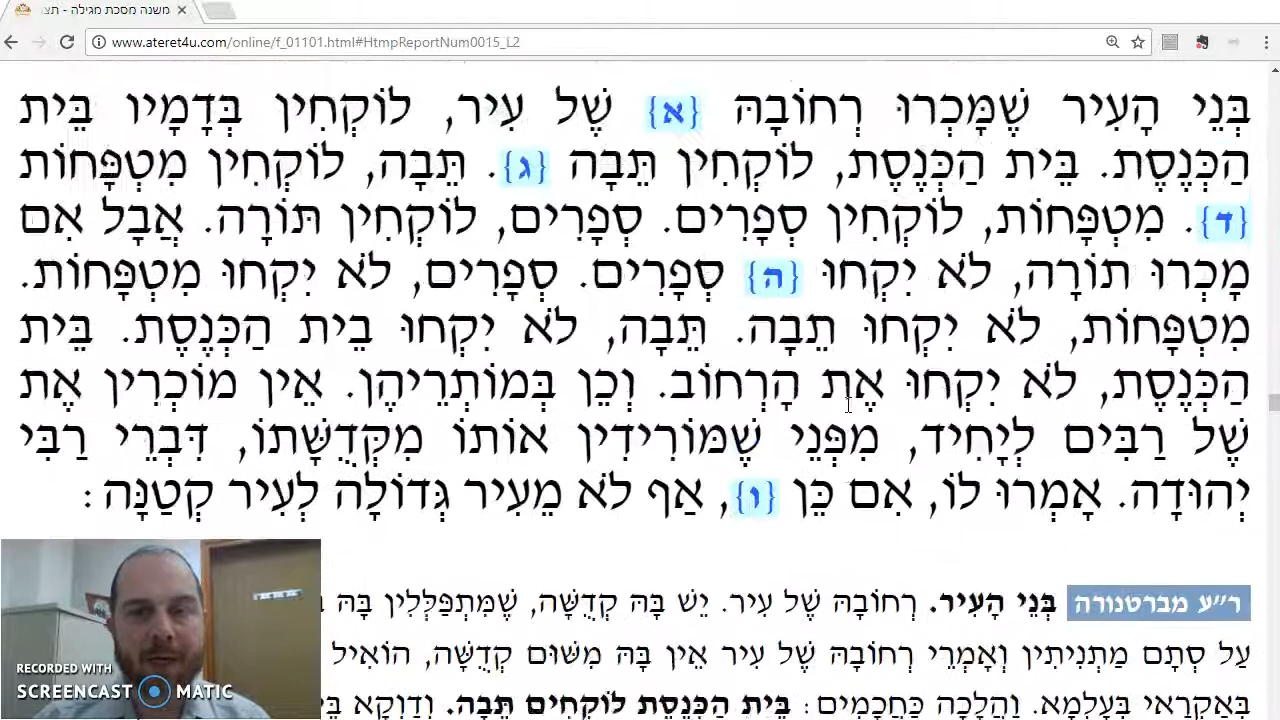 משנה מסכת מגילה - תצ
www.ateret4u.com/online/f_01101.html#HtmpReportNum0015_L2
בְּנֵי הָעִיר שֶׁמָּכְרוּ רְחוֹבָהּ {א} שֶׁל עִיר, לוֹקְחִין בְּדָמָיו בֵּית
הַכְּנֶסֶת. בֵּית הַכְּנֶסֶת, לוֹקְחִין תֵּבָה {ג}. תֵּבָה, לוֹקְחִין מִטְפָּחוֹת
{ד}. מִטְפָּחוֹת, לוֹקְחִין סְפָרִים. סְפָרִים, לוֹקְחִין תּוֹרָה. אֲבָל אִם
מָכְרוּ תוֹרָה, לֹא יִקְחוּ {ה} סְפָרִים. סְפָרִים, לֹא יִקְחוּ מִטְפָּחוֹת.
מִטְפָּחוֹת, לֹא יִקְחוּ תֵבָה. תֵּבָה, לֹא יִקְחוּ בֵית הַכְּנֶסֶת. בֵּית
הַכְּנֶסֶת, לֹא יִקְחוּ אֶת הָרְחוֹב. וְכֵן בְּמוֹתְרֵיהֶן. אֵין מוֹכְרִין אֶת
שֶׁל רַבִּים לְיָחִיד, מִפְּנֵי שֶׁמּוֹרִידִין אוֹתוֹ מִקְּדֻשָּׁתוֹ, דִּבְרֵי רַבִּי
יְהוּדָה. אָמְרוּ לוֹ, אִם כֵּן {ו}, אַף לֹא מֵעִיר גְּדוֹלָה לְעִיר קְטַנָּה:
ר״ע מברטנורה בְּנֵי הָעִיר. רְחוֹבָהּ שֶׁל עִיר. יֵשׁ בָּהּ קְדֻשָּׁה, שֶׁמִּתְפַּלְּלִין בָּהּ
עַל סְתָם מַתְנִיתִין וְאָמְרֵי רְחוֹבָהּ שֶׁל עִיר אֵין בָּהּ מִשּׁוּם קְדֻשָּׁה, הוֹאִיל
בְּאַקְרַאי בְּעָלְמָא. וַהֲלָכָה כַּחֲכָמִים: בֵּית הַכְּנֶסֶת לוֹקְחִים תֵּבָה. וְדַוְקָא
RECORDED WITH
SCREENCAST MATIC